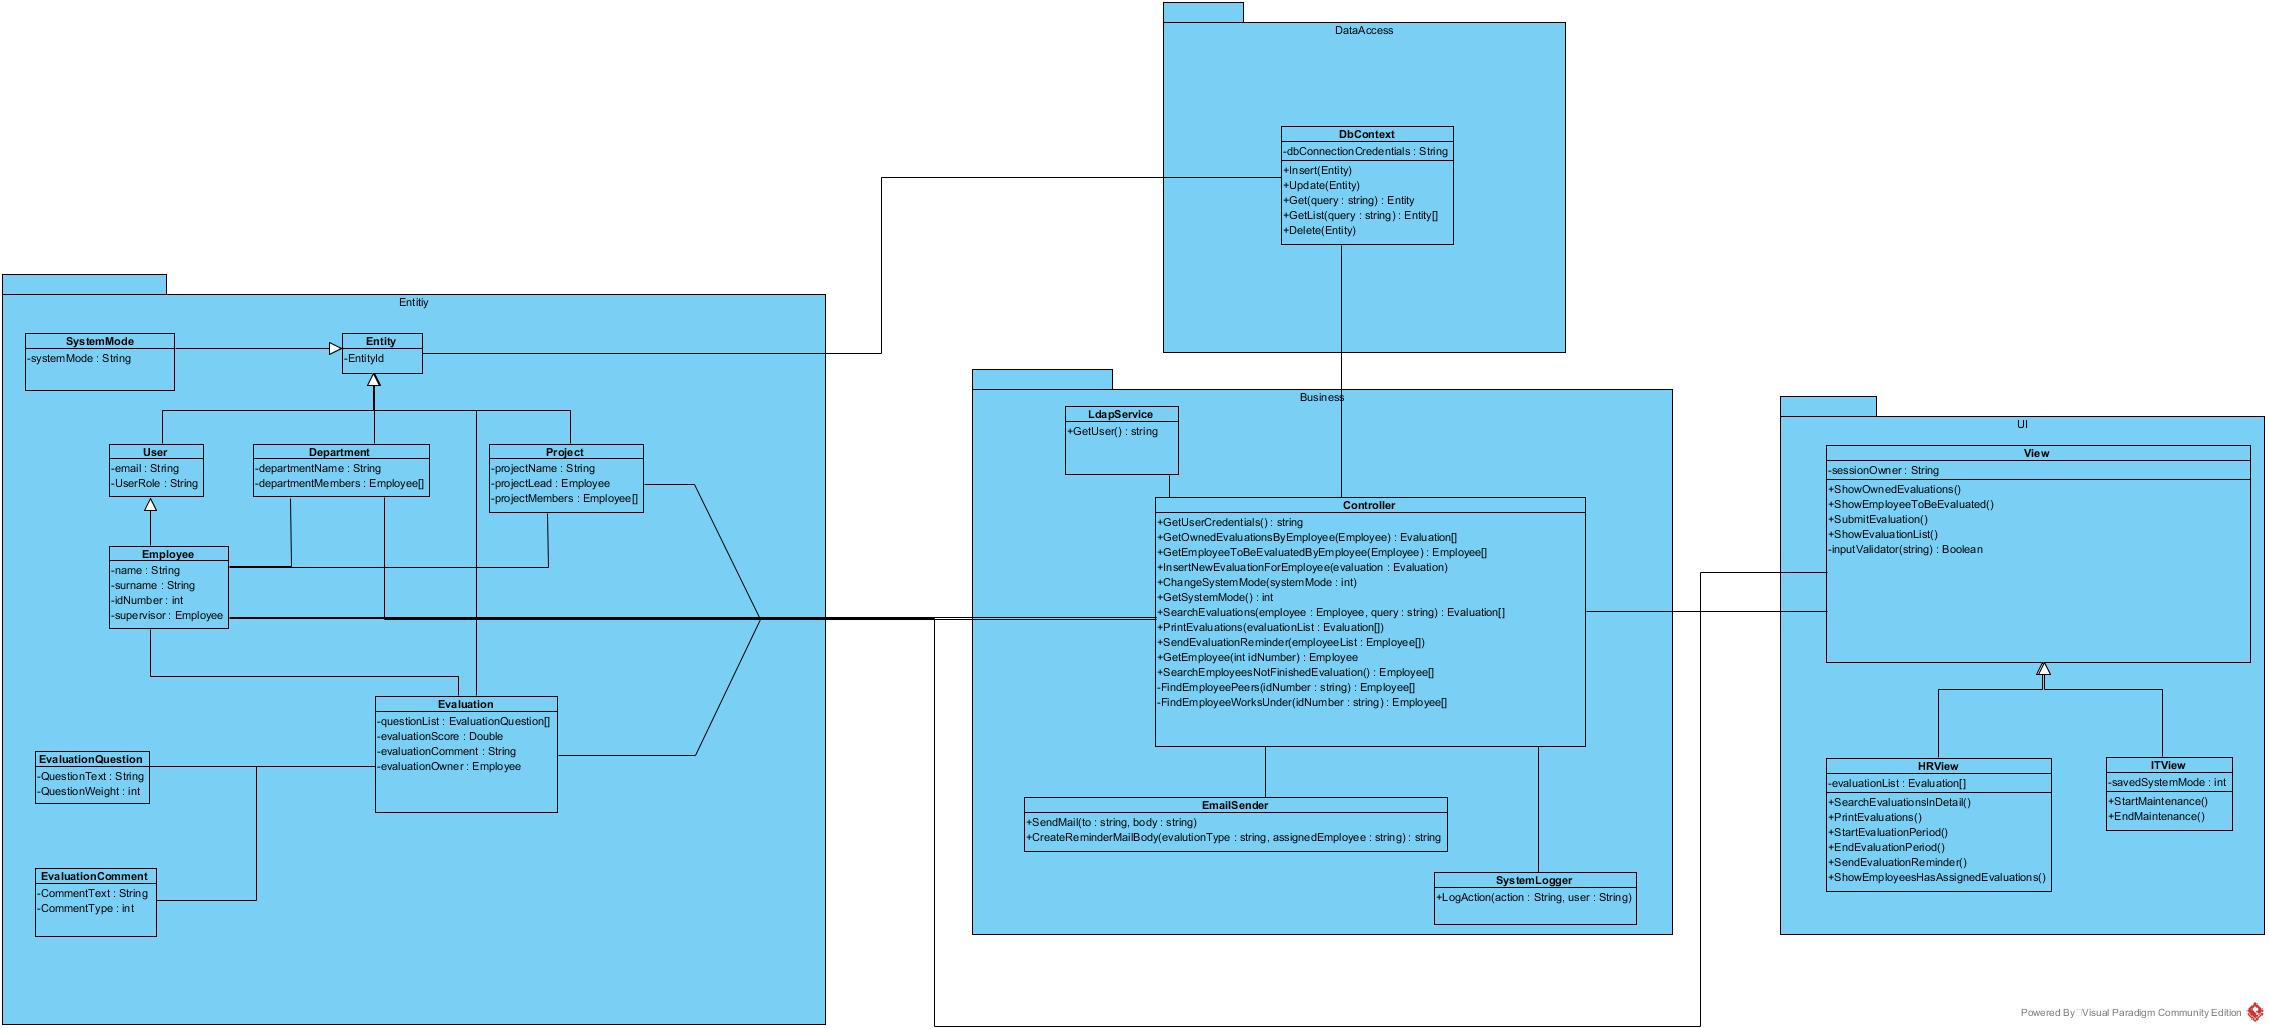 DataAccess
DbContext
-dbConnectionCredentials : String
+Insert(Entity)
+Update(Entity)
+Get(query : string) : Entity
+GetList(query : string) : Entity[]
+Delete(Entity)
Entitiy
SystemMode
-systemMode : String
Entity
-EntityId
User
-email : String
-UserRole : String
Department
-departmentName : String
-departmentMembers : Employee[]
Project
-projectName : String
-projectLead : Employee
-projectMembers : Employee[]
Employee
-name : String
-surname : String
-idNumber : int
-supervisor : Employee
Evaluation
-questionList : EvaluationQuestion[]
-evaluationScore : Double
-evaluationComment : String
-evaluationOwner : Employee
EvaluationQuestion
-QuestionText : String
-QuestionWeight : int
EvaluationComment
-CommentText : String
-CommentType : int
Business
LdapService
+GetUser() : string
Controller
+GetUserCredentials() : string
+GetOwnedEvaluationsByEmployee(Employee) : Evaluation[]
+GetEmployeeToBeEvaluatedByEmployee(Employee) : Employee[]
+InsertNewEvaluationForEmployee(evaluation : Evaluation)
+ChangeSystemMode(systemMode : int)
+GetSystemMode() : int
+SearchEvaluations(employee : Employee, query : string) : Evaluation[]
+PrintEvaluations(evaluationList : Evaluation[])
+SendEvaluationReminder(employeeList : Employee[])
+GetEmployee(int idNumber) : Employee
+SearchEmployeesNotFinishedEvaluation() : Employee[]
-FindEmployeePeers(idNumber : string) : Employee[]
-FindEmployeeWorksUnder(idNumber : string) : Employee[]
EmailSender
+SendMail(to : string, body : string)
+CreateReminderMailBody(evalutionType : string, assignedEmployee : string) : string
SystemLogger
+LogAction(action : String, user : String)
UI
View
-sessionOwner : String
+ShowOwnedEvaluations()
+ShowEmployeeToBeEvaluated()
+SubmitEvaluation()
+ShowEvaluationList()
-inputValidator(string) : Boolean
HRView
-evaluationList : Evaluation[]
+SearchEvaluationsInDetail()
+PrintEvaluations()
+StartEvaluationPeriod()
+EndEvaluationPeriod()
+SendEvaluationReminder()
+ShowEmployeesHasAssignedEvaluations()
ITView
-savedSystemMode : int
+StartMaintenance()
+EndMaintenance()
Powered By Visual Paradigm Community Edition